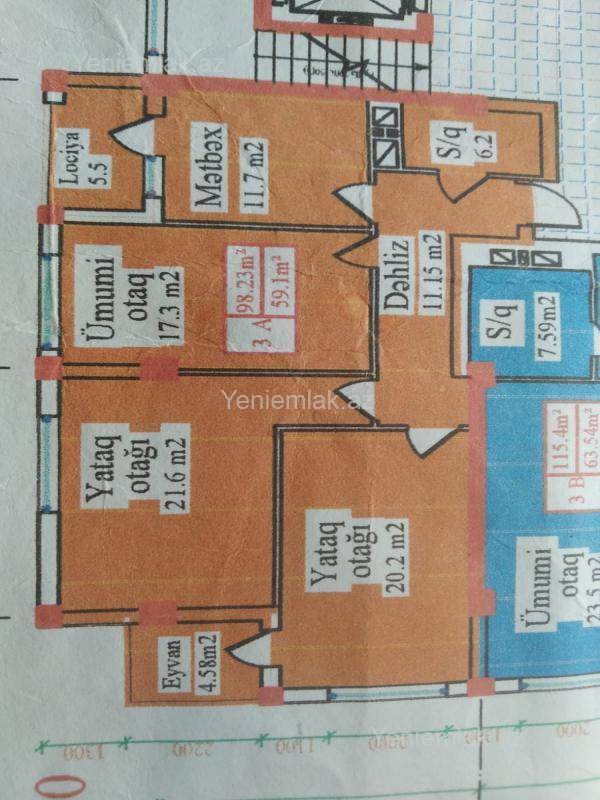 Yeniemlak.az
Lociya
5.5
Mətbəx
11.7 m2
S/q
6.2
Ümumi
otaq
17.3 m2
3 A
98.23m²
59.1m²
Dəhliz
11.15 m2
S/q
7.59m2
Yeniemlak.az
Yataq
otağı
21.6 m2
Yataq
otağı
20.2 m2
3 B
115.4m²
63.54m²
Ümumi
otaq
23.5 m2
Eyvan
4.58m2
Yeniemlak.az
Yeniemlak.az
1300
2200
1100
2000
0